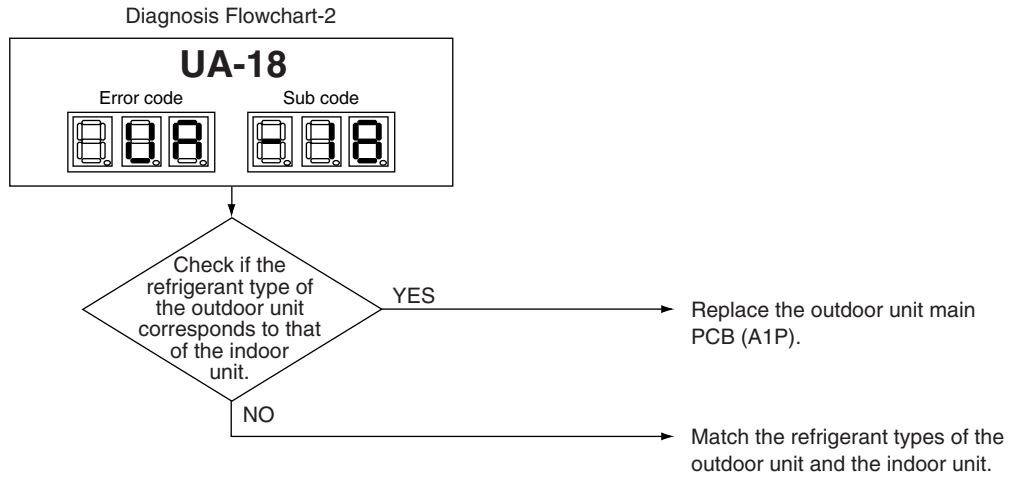 Diagnosis Flowchart-2
UA-18
Error code
Sub code
UA
-18
Check if the
refrigerant type of
the outdoor unit
corresponds to that
of the indoor
unit.
YES
Replace the outdoor unit main
PCB (A1P).
NO
Match the refrigerant types of the
outdoor unit and the indoor unit.